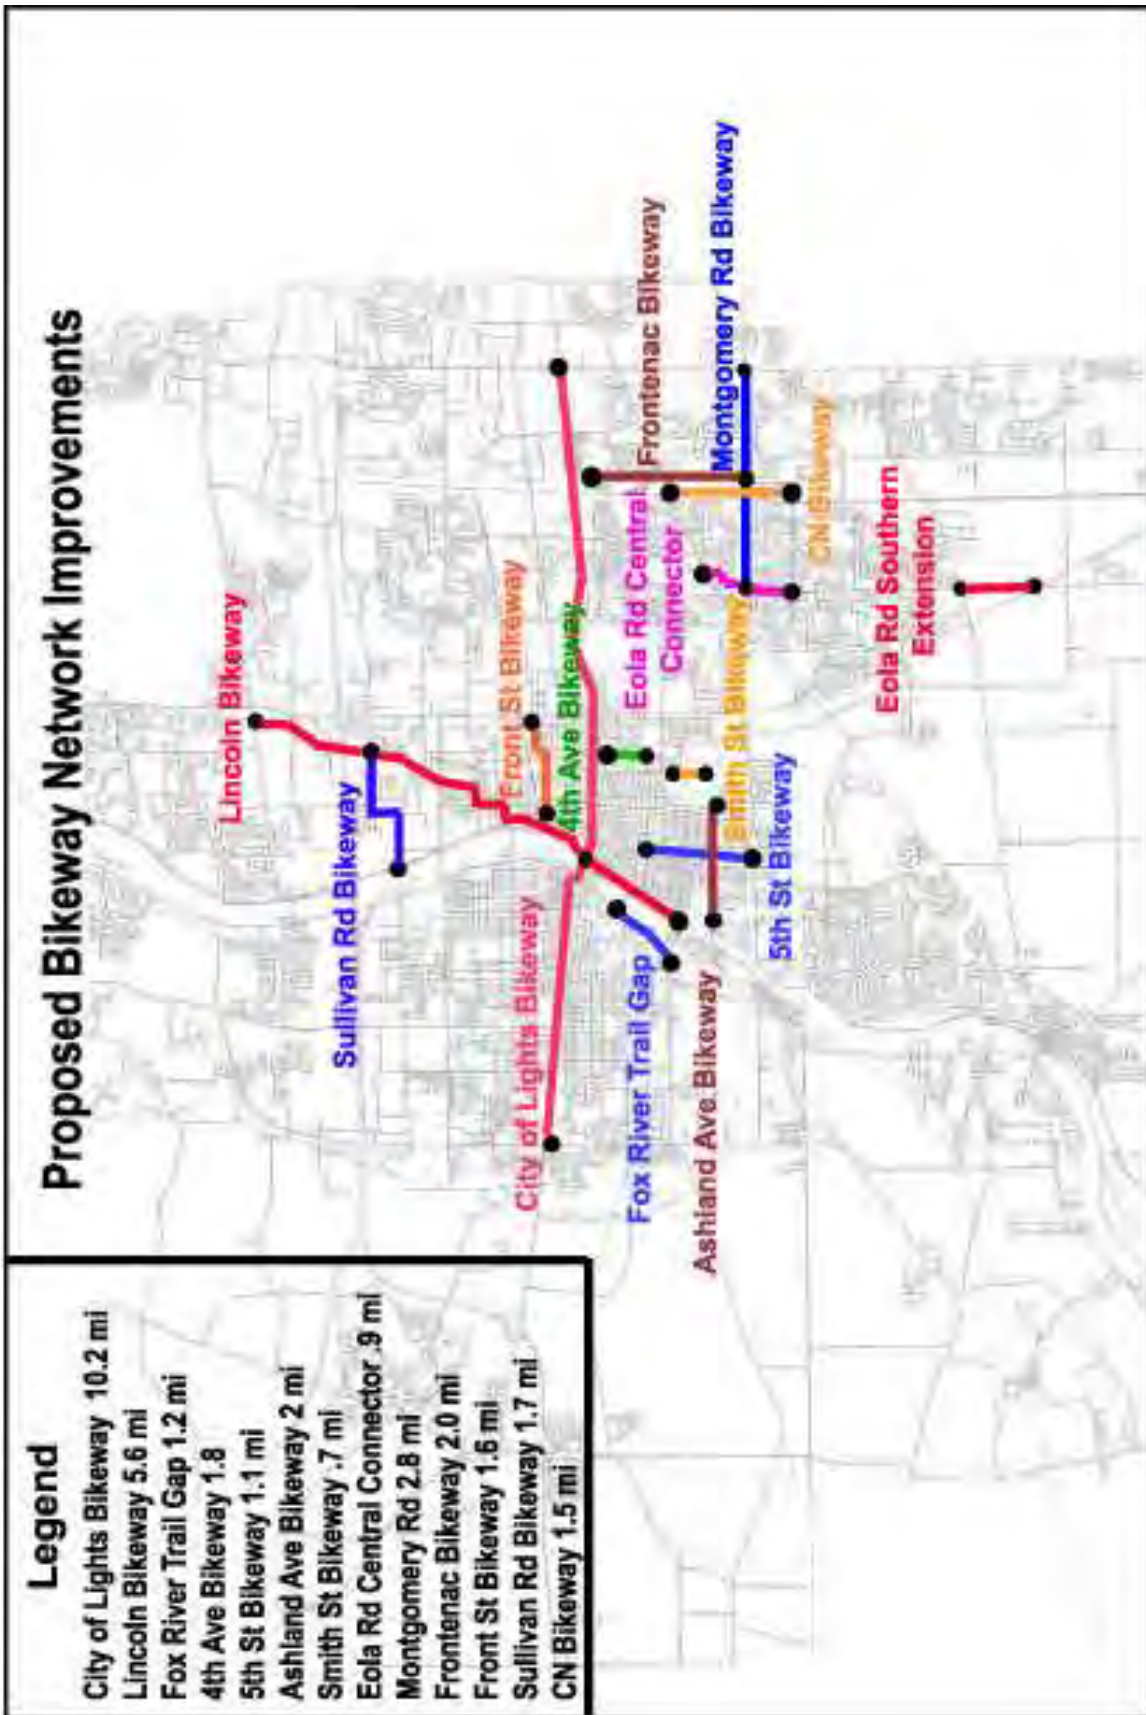 Proposed Bikeway Network Improvements
Legend
City of Lights Bikeway 10.2 mi
Lincoln Bikeway 5.6 mi
Fox River Trail Gap 1.2 mi
4th Ave Bikeway 1.8
5th St Bikeway 1.1 mi
Ashland Ave Bikeway 2 mi
Smith St Bikeway .7 mi
Eola Rd Central Connector .9 mi
Montgomery Rd 2.8 mi
Frontenac Bikeway 2.0 mi
Front St Bikeway 1.6 mi
Sullivan Rd Bikeway 1.7 mi
CN Bikeway 1.5 mi
Lincoln Bikeway
Sullivan Rd Bikeway
Front St Bikeway
City of Lights Bikeway
4th Ave Bikeway
Eola Rd Central
Connector
Frontenac Bikeway
Fox River Trail Gap
Ashland Ave Bikeway
Smith St Bikeway
Montgomery Rd Bikeway
5th St Bikeway
CN Bikeway
Eola Rd Southern
Extension